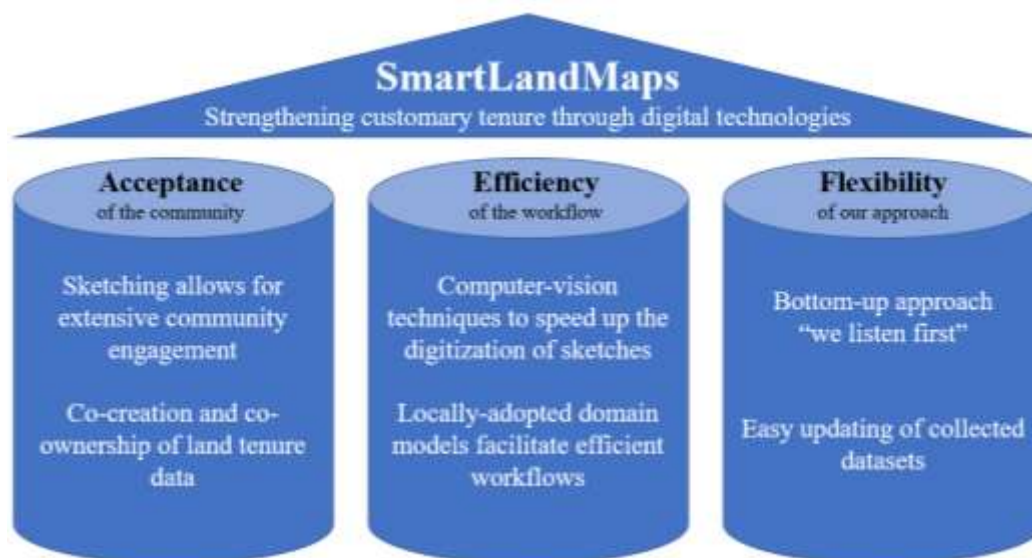 SmartLandMaps
Strengthening customary tenure through digital technologies
Acceptance
of the community
Sketching allows for
extensive community
engagement
Co-creation and co-
ownership of land tenure
data
Efficiency
of the workflow
Computer-vision
techniques to speed up the
digitization of sketches
Locally-adopted domain
models facilitate efficient
workflows
Flexibility
of our approach
Bottom-up approach
“we listen first”
Easy updating of collected
datasets